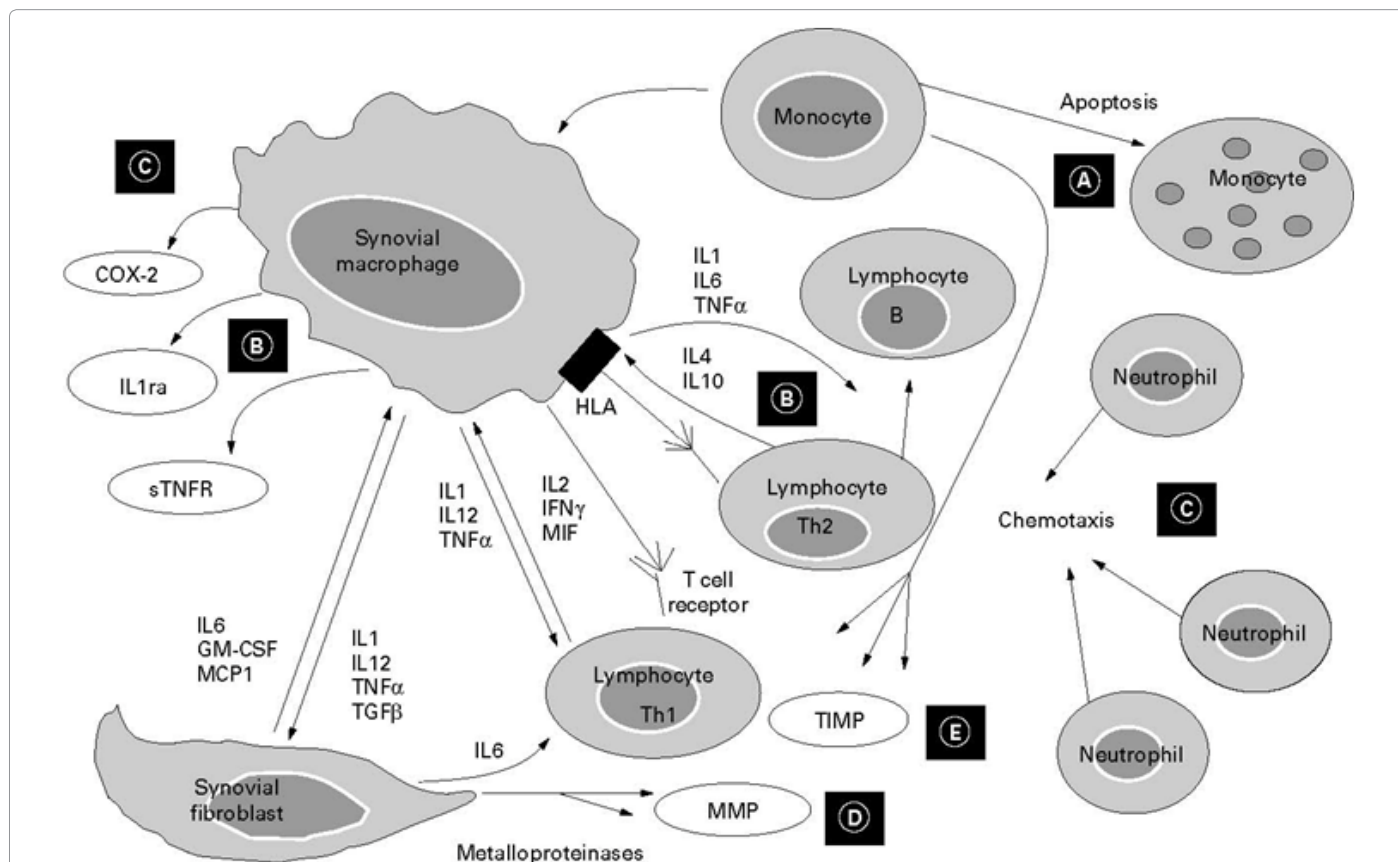 Monocyte
Apoptosis
A
Monocyte
C
Synovial
macrophage
COX-2
IL1
IL6
TNFα
Lymphocyte
B
B
IL1ra
IL4
IL10
B
HLA
Neutrophil
sTNFR
IL1
IL12
TNFα
IL2
IFNγ
MIF
Lymphocyte
Th2
C
Chemotaxis
T cell
receptor
IL6
GM-CSF
MCP1
IL1
IL12
TNFα
TGFβ
Lymphocyte
Th1
Neutrophil
TIMP
E
IL6
Neutrophil
Synovial
fibroblast
MMP
D
Metalloproteinases